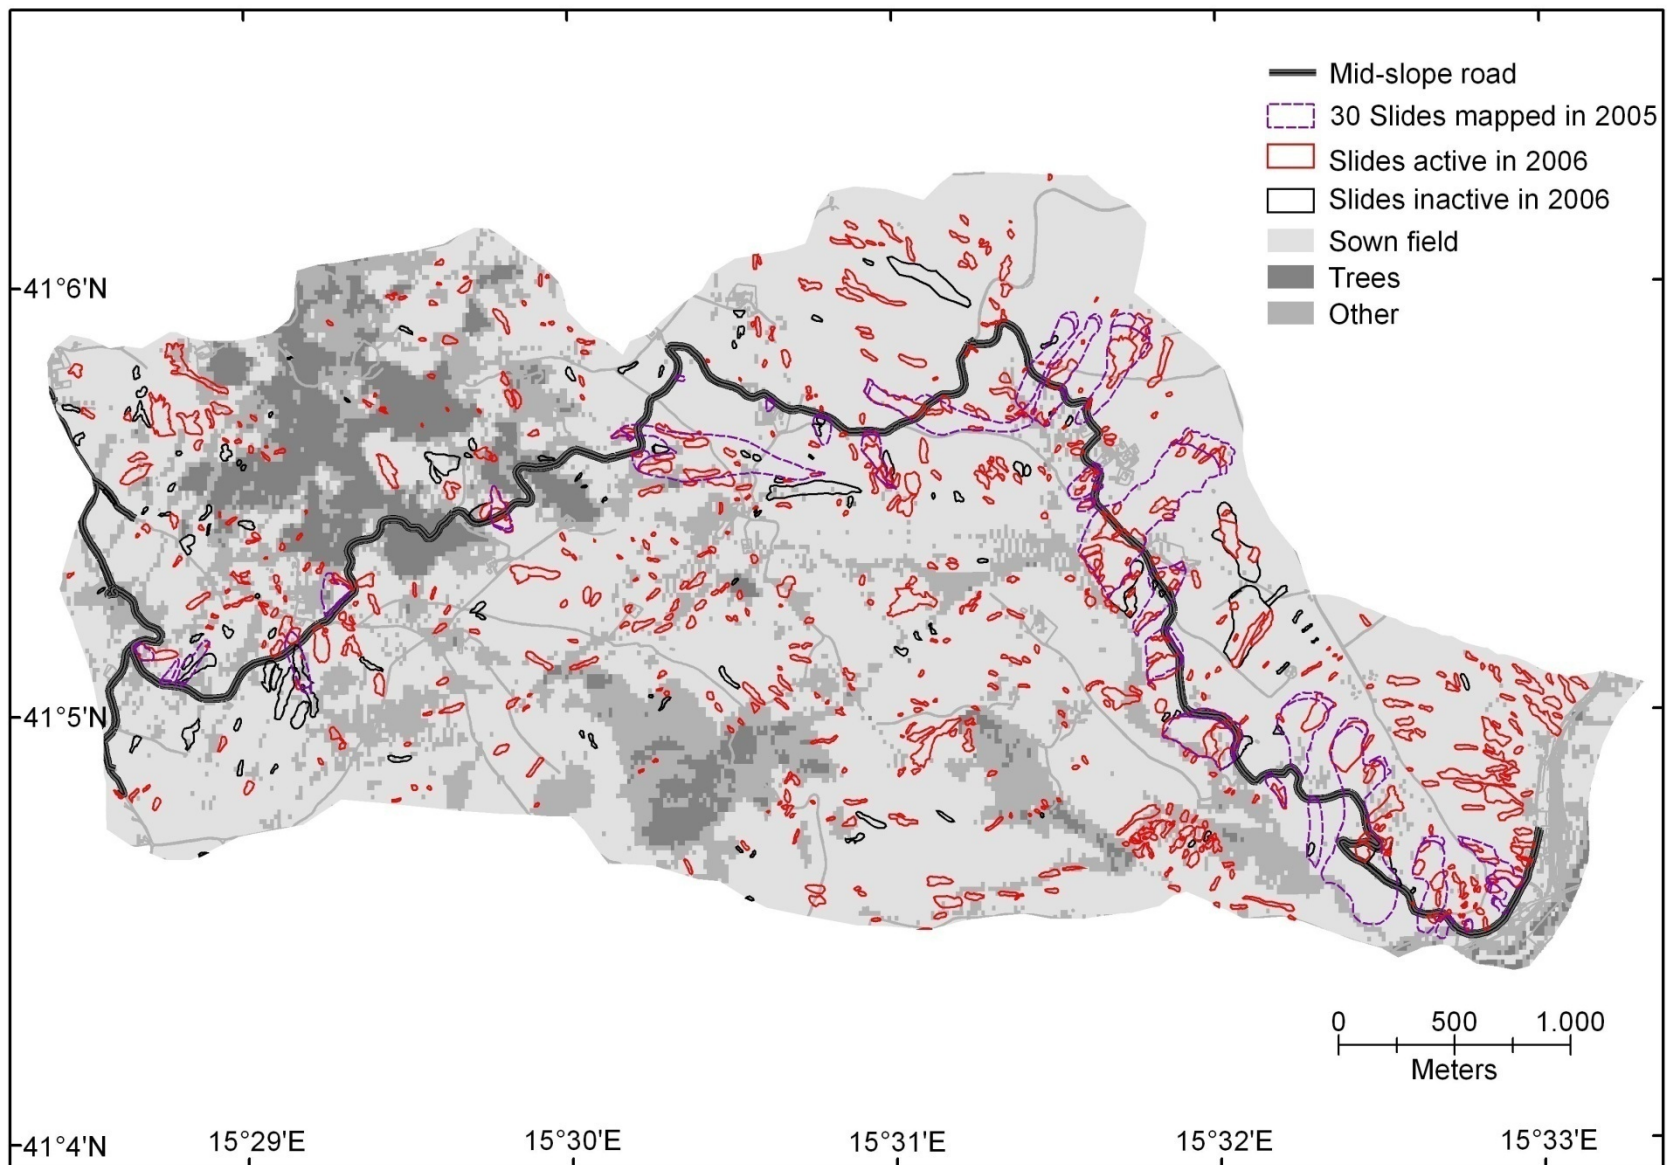 Mid-slope road
30 Slides mapped in 2005
Slides active in 2006
Slides inactive in 2006
Sown field
Trees
Other
41°6'N
41°5'N
0 500 1.000
Meters
41°4'N 15°29'E 15°30'E 15°31'E 15°32'E 15°33'E